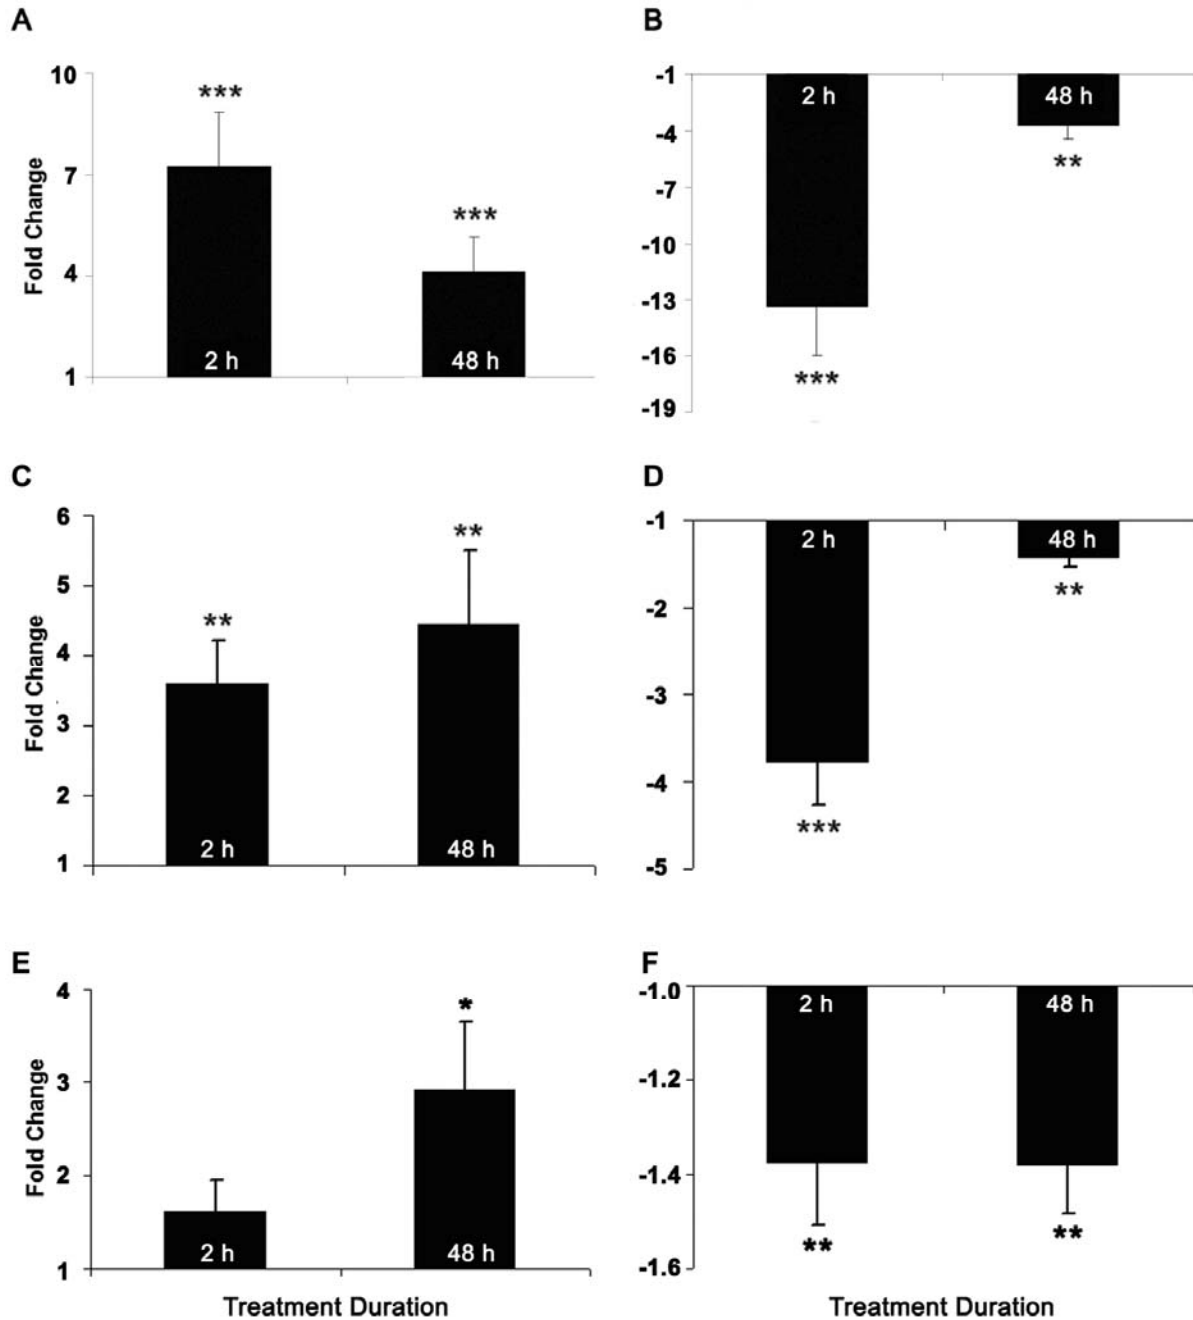 A
B
Fold Change
10
7
4
1
***
***
2 h
48 h
-1
-4
-7
-10
-13
-16
-19
2 h
48 h
***
**
C
D
Fold Change
6
5
4
3
2
1
**
**
2 h
48 h
-1
-2
-3
-4
-5
2 h
48 h
***
**
E
F
Fold Change
4
3
2
1
*
2 h
48 h
Treatment Duration
-1.0
-1.2
-1.4
-1.6
2 h
48 h
**
**
Treatment Duration